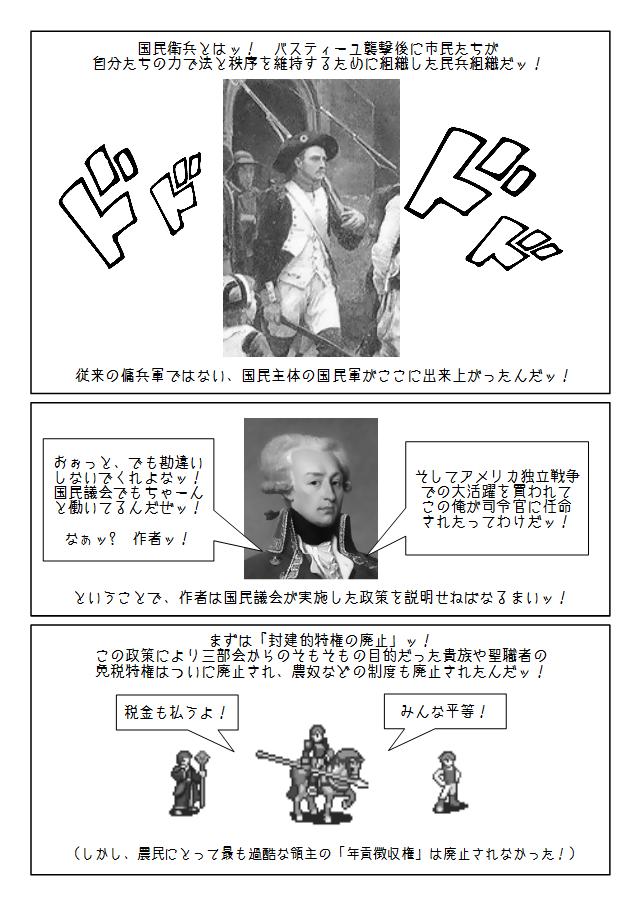 国民衛兵とはッ！　バスティーユ襲撃後に市民たちが
自分たちの力で法と秩序を維持するために組織した民兵組織だッ！
ドド
ドド
従来の傭兵軍ではない、国民主体の国民軍がここに出来上がったんだッ！
そしてアメリカ独立戦争
での大活躍を買われて
この俺が司令官に任命
されたってわけだッ！
おぉっと、でも勘違い
しないでくれよなッ！
国民議会でもちゃーん
と働いてるんだぜッ！
なぁッ？　作者ッ！
ということで、作者は国民議会が実施した政策を説明せねばなるまいッ！
まずは「封建的特権の廃止」ッ！
この政策により三部会からのそもそもの目的だった貴族や聖職者の
免税特権はついに廃止され、農奴などの制度も廃止されたんだッ！
税金も払うよ！
みんな平等！
（しかし、農民にとって最も過酷な領主の「年貢徴収権」は廃止されなかった！）